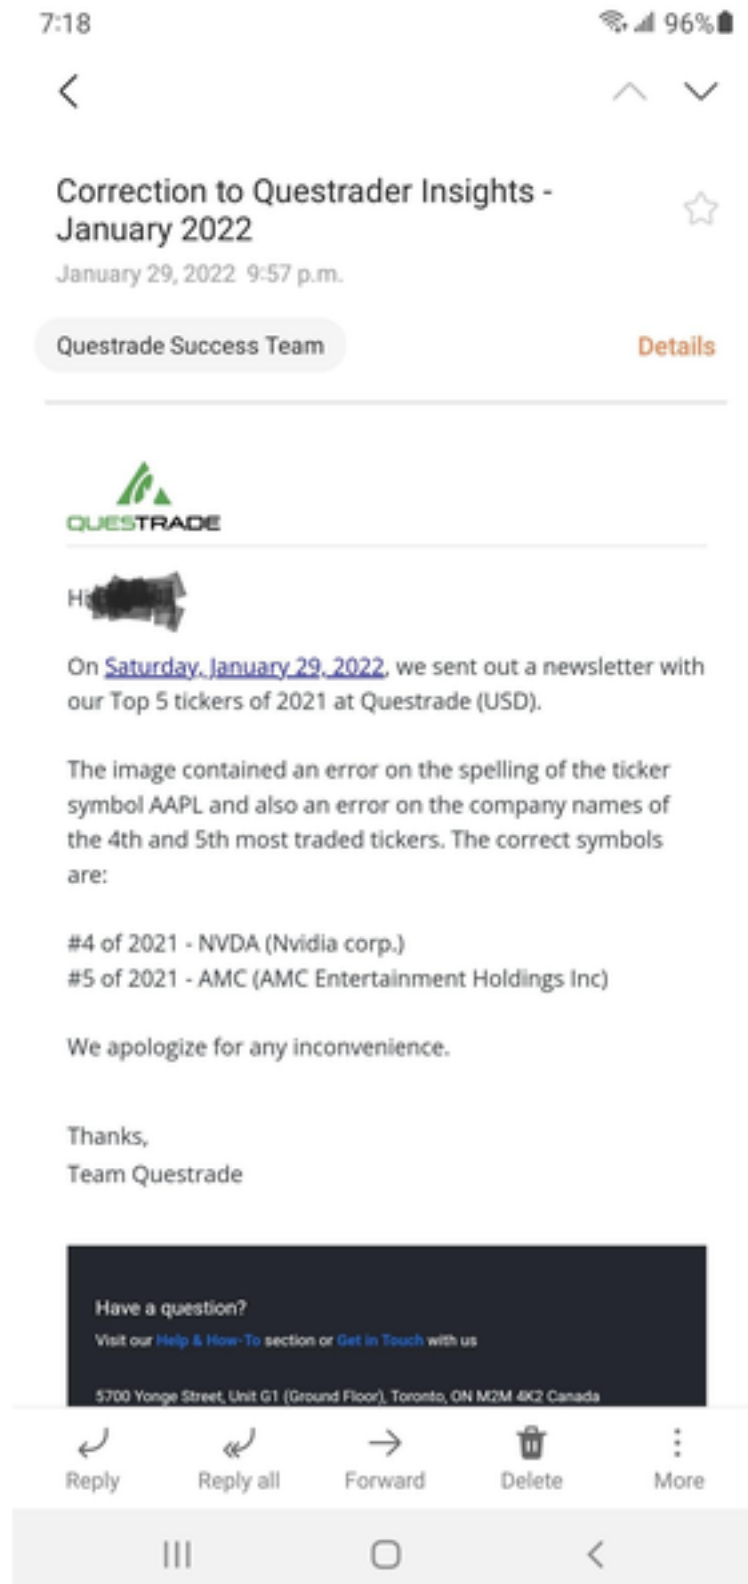 7:18 96%
Correction to Questrader Insights -
January 2022
January 29, 2022 9:57 p.m.
Questrade Success Team Details
QUESTRADE
Hi
On Saturday, January 29, 2022, we sent out a newsletter with
our Top 5 tickers of 2021 at Questrade (USD).
The image contained an error on the spelling of the ticker
symbol AAPL and also an error on the company names of
the 4th and 5th most traded tickers. The correct symbols
are:
#4 of 2021 - NVDA (Nvidia corp.)
#5 of 2021 - AMC (AMC Entertainment Holdings Inc)
We apologize for any inconvenience.
Thanks,
Team Questrade
Have a question?
Visit our Help & How-To section or Get in Touch with us
5700 Yonge Street, Unit G1 (Ground Floor), Toronto, ON M2M 4K2 Canada
Reply Reply all Forward Delete More